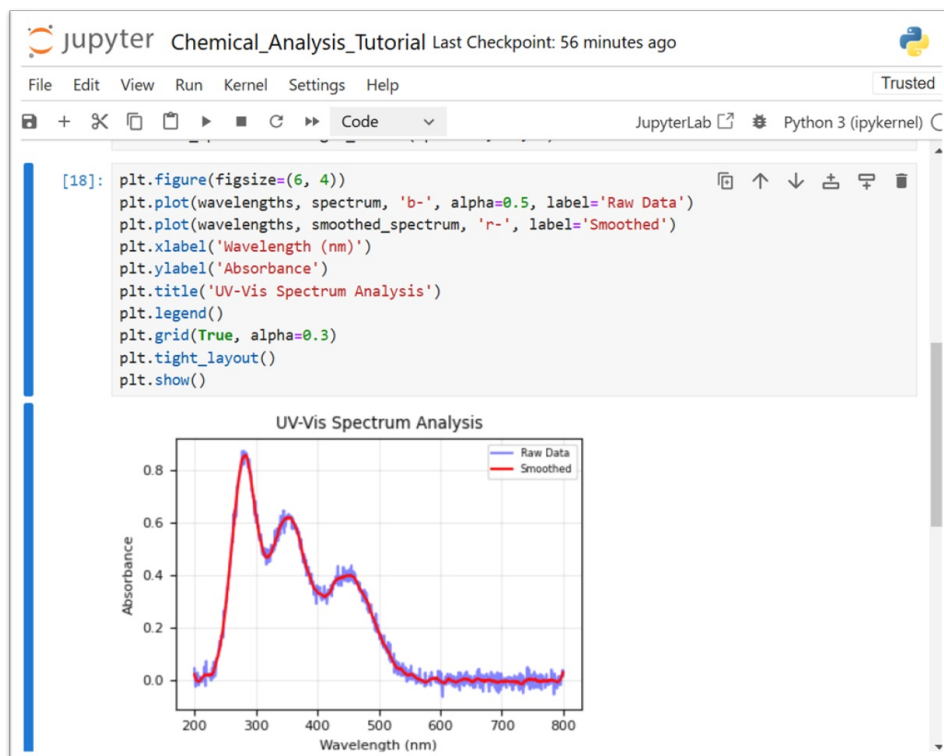 jupyter Chemical_Analysis_Tutorial Last Checkpoint: 56 minutes ago
File Edit View Run Kernel Settings Help Trusted
Code JupyterLab Python 3 (ipykernel)
[18]: plt.figure(figsize=(6, 4))
plt.plot(wavelengths, spectrum, 'b-', alpha=0.5, label='Raw Data')
plt.plot(wavelengths, smoothed_spectrum, 'r-', label='Smoothed')
plt.xlabel('Wavelength (nm)')
plt.ylabel('Absorbance')
plt.title('UV-Vis Spectrum Analysis')
plt.legend()
plt.grid(True, alpha=0.3)
plt.tight_layout()
plt.show()
UV-Vis Spectrum Analysis
Raw Data
Smoothed
Absorbance
0.8
0.6
0.4
0.2
0.0
200 300 400 500 600 700 800
Wavelength (nm)